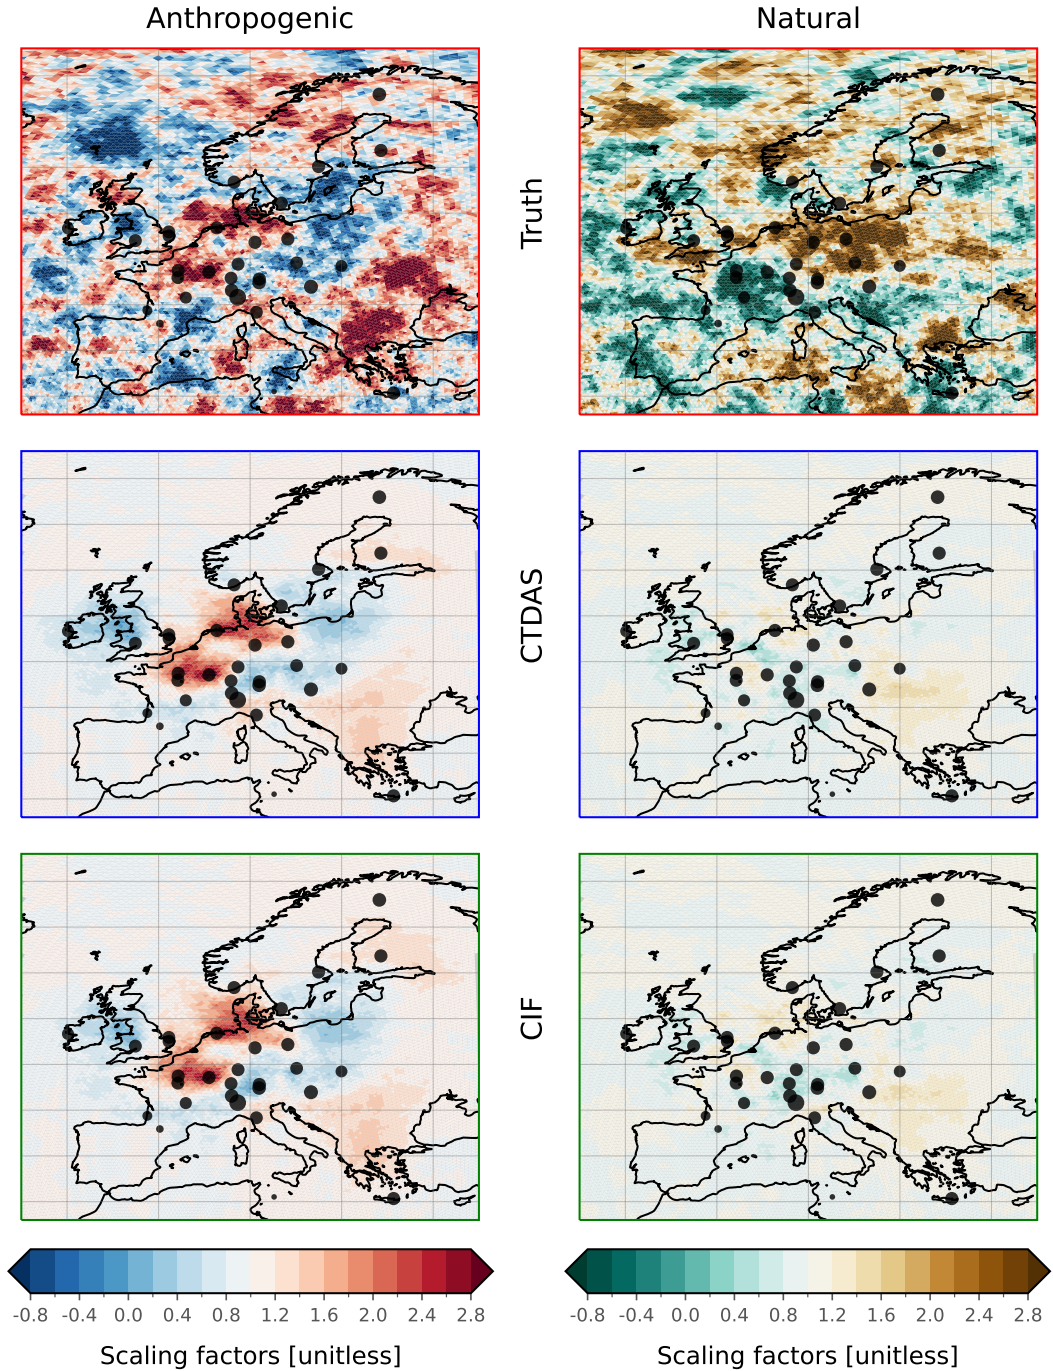 Anthropogenic Natural
Truth
CTDAS
CIF
-0.8 -0.4 0.0 0.4 0.8 1.2 1.6 2.0 2.4 2.8
-0.8 -0.4 0.0 0.4 0.8 1.2 1.6 2.0 2.4 2.8
Scaling factors [unitless] Scaling factors [unitless]